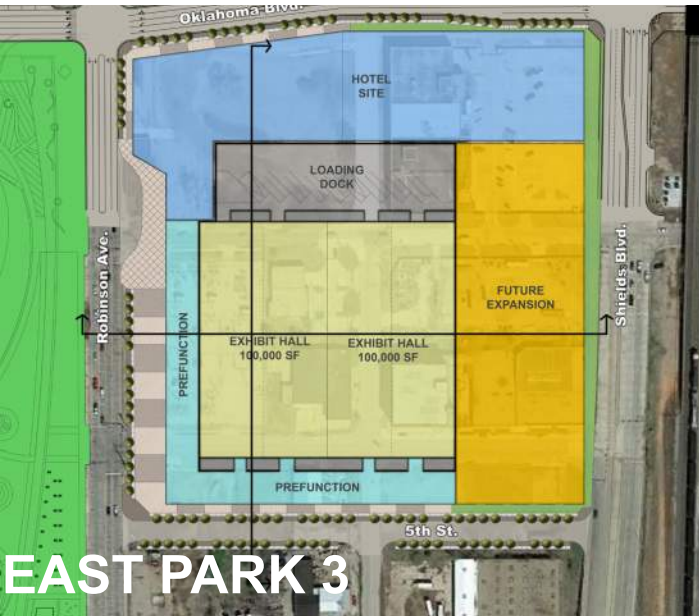 Oklahoma Blvd.
HOTEL
SITE
LOADING
DOCK
Robinson Ave.
Shields Blvd.
FUTURE
EXPANSION
PREFUNCTION
EXHIBIT HALL
100,000 SF
EXHIBIT HALL
100,000 SF
PREFUNCTION
5th St.
EAST PARK 3